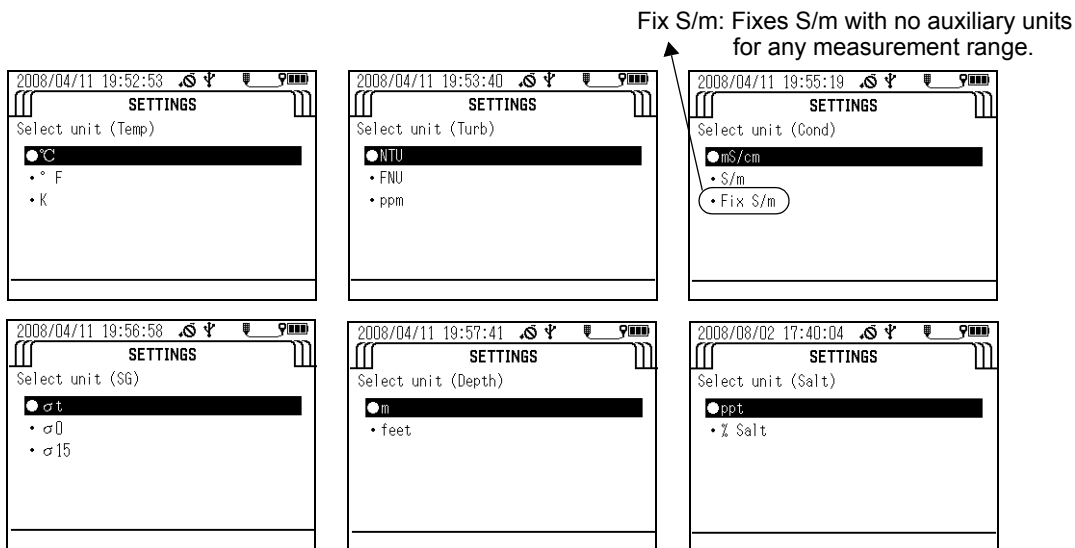 Fix S/m: Fixes S/m with no auxiliary units
for any measurement range.
2008/04/11 19:52:53
SETTINGS
Select unit (Temp)
●℃
•° F
•K
2008/04/11 19:53:40
SETTINGS
Select unit (Turb)
●NTU
•FNU
•ppm
2008/04/11 19:55:19
SETTINGS
Select unit (Cond)
●mS/cm
•S/m
•Fix S/m
2008/04/11 19:56:58
SETTINGS
Select unit (SG)
●σt
•σ0
•σ15
2008/04/11 19:57:41
SETTINGS
Select unit (Depth)
●m
•feet
2008/08/02 17:40:04
SETTINGS
Select unit (Salt)
●ppt
•% Salt